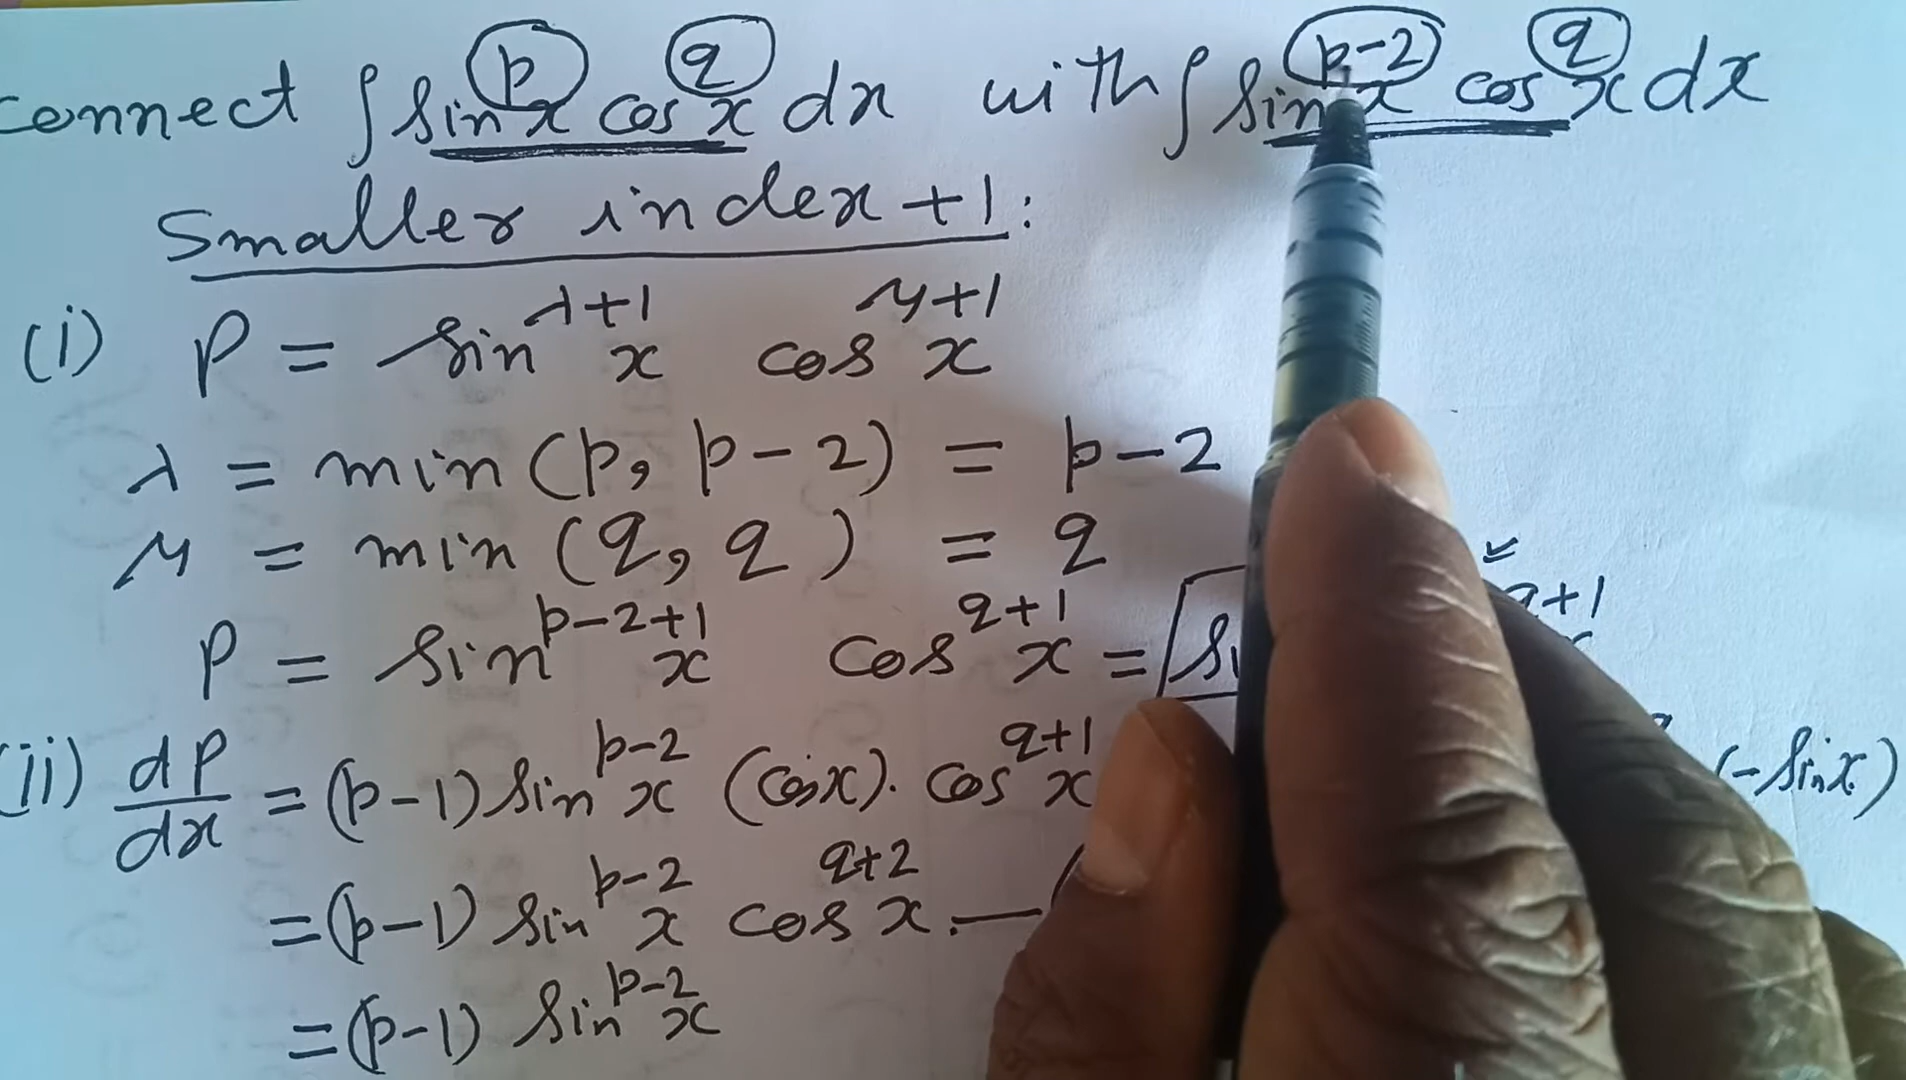 connect ∫ sin^p x cos^q x dx with ∫ sin^(p-2) x cos^q x dx
Smaller index +1:
(i) P = sin^(λ+1) x cos^(μ+1) x
λ = min (p, p-2) = p-2
μ = min (q, q) = q
P = sin^(p-2+1) x cos^(q+1) x =
(ii) dP/dx = (p-1) sin^(p-2) x (cosx). cos^(q+1) x (-sinx)
= (p-1) sin^(p-2) x cos^(q+2) x. —
= (p-1) sin^(p-2) x